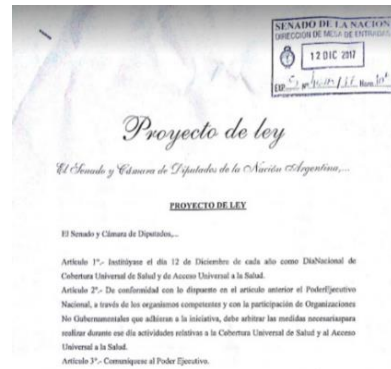 SENADO DE LA NACION
DIRECCION DE MESA DE ENTRADAS
12 DIC 2017
EXP.
Proyecto de ley
El Senado y Cámara de Diputados de la Nación Argentina,...
PROYECTO DE LEY
El Senado y Cámara de Diputados,...
Artículo 1º.- Institúyase el día 12 de Diciembre de cada año como DíaNacional de
Cobertura Universal de Salud y de Acceso Universal a la Salud.
Artículo 2º.- De conformidad con lo dispuesto en el artículo anterior el PoderEjecutivo
Nacional, a través de los organismos competentes y con la participación de Organizaciones
No Gubernamentales que adhieran a la iniciativa, debe arbitrar las medidas necesariaspara
realizar durante ese día actividades relativas a la Cobertura Universal de Salud y al Acceso
Universal a la Salud.
Artículo 3º.- Comuníquese al Poder Ejecutivo.